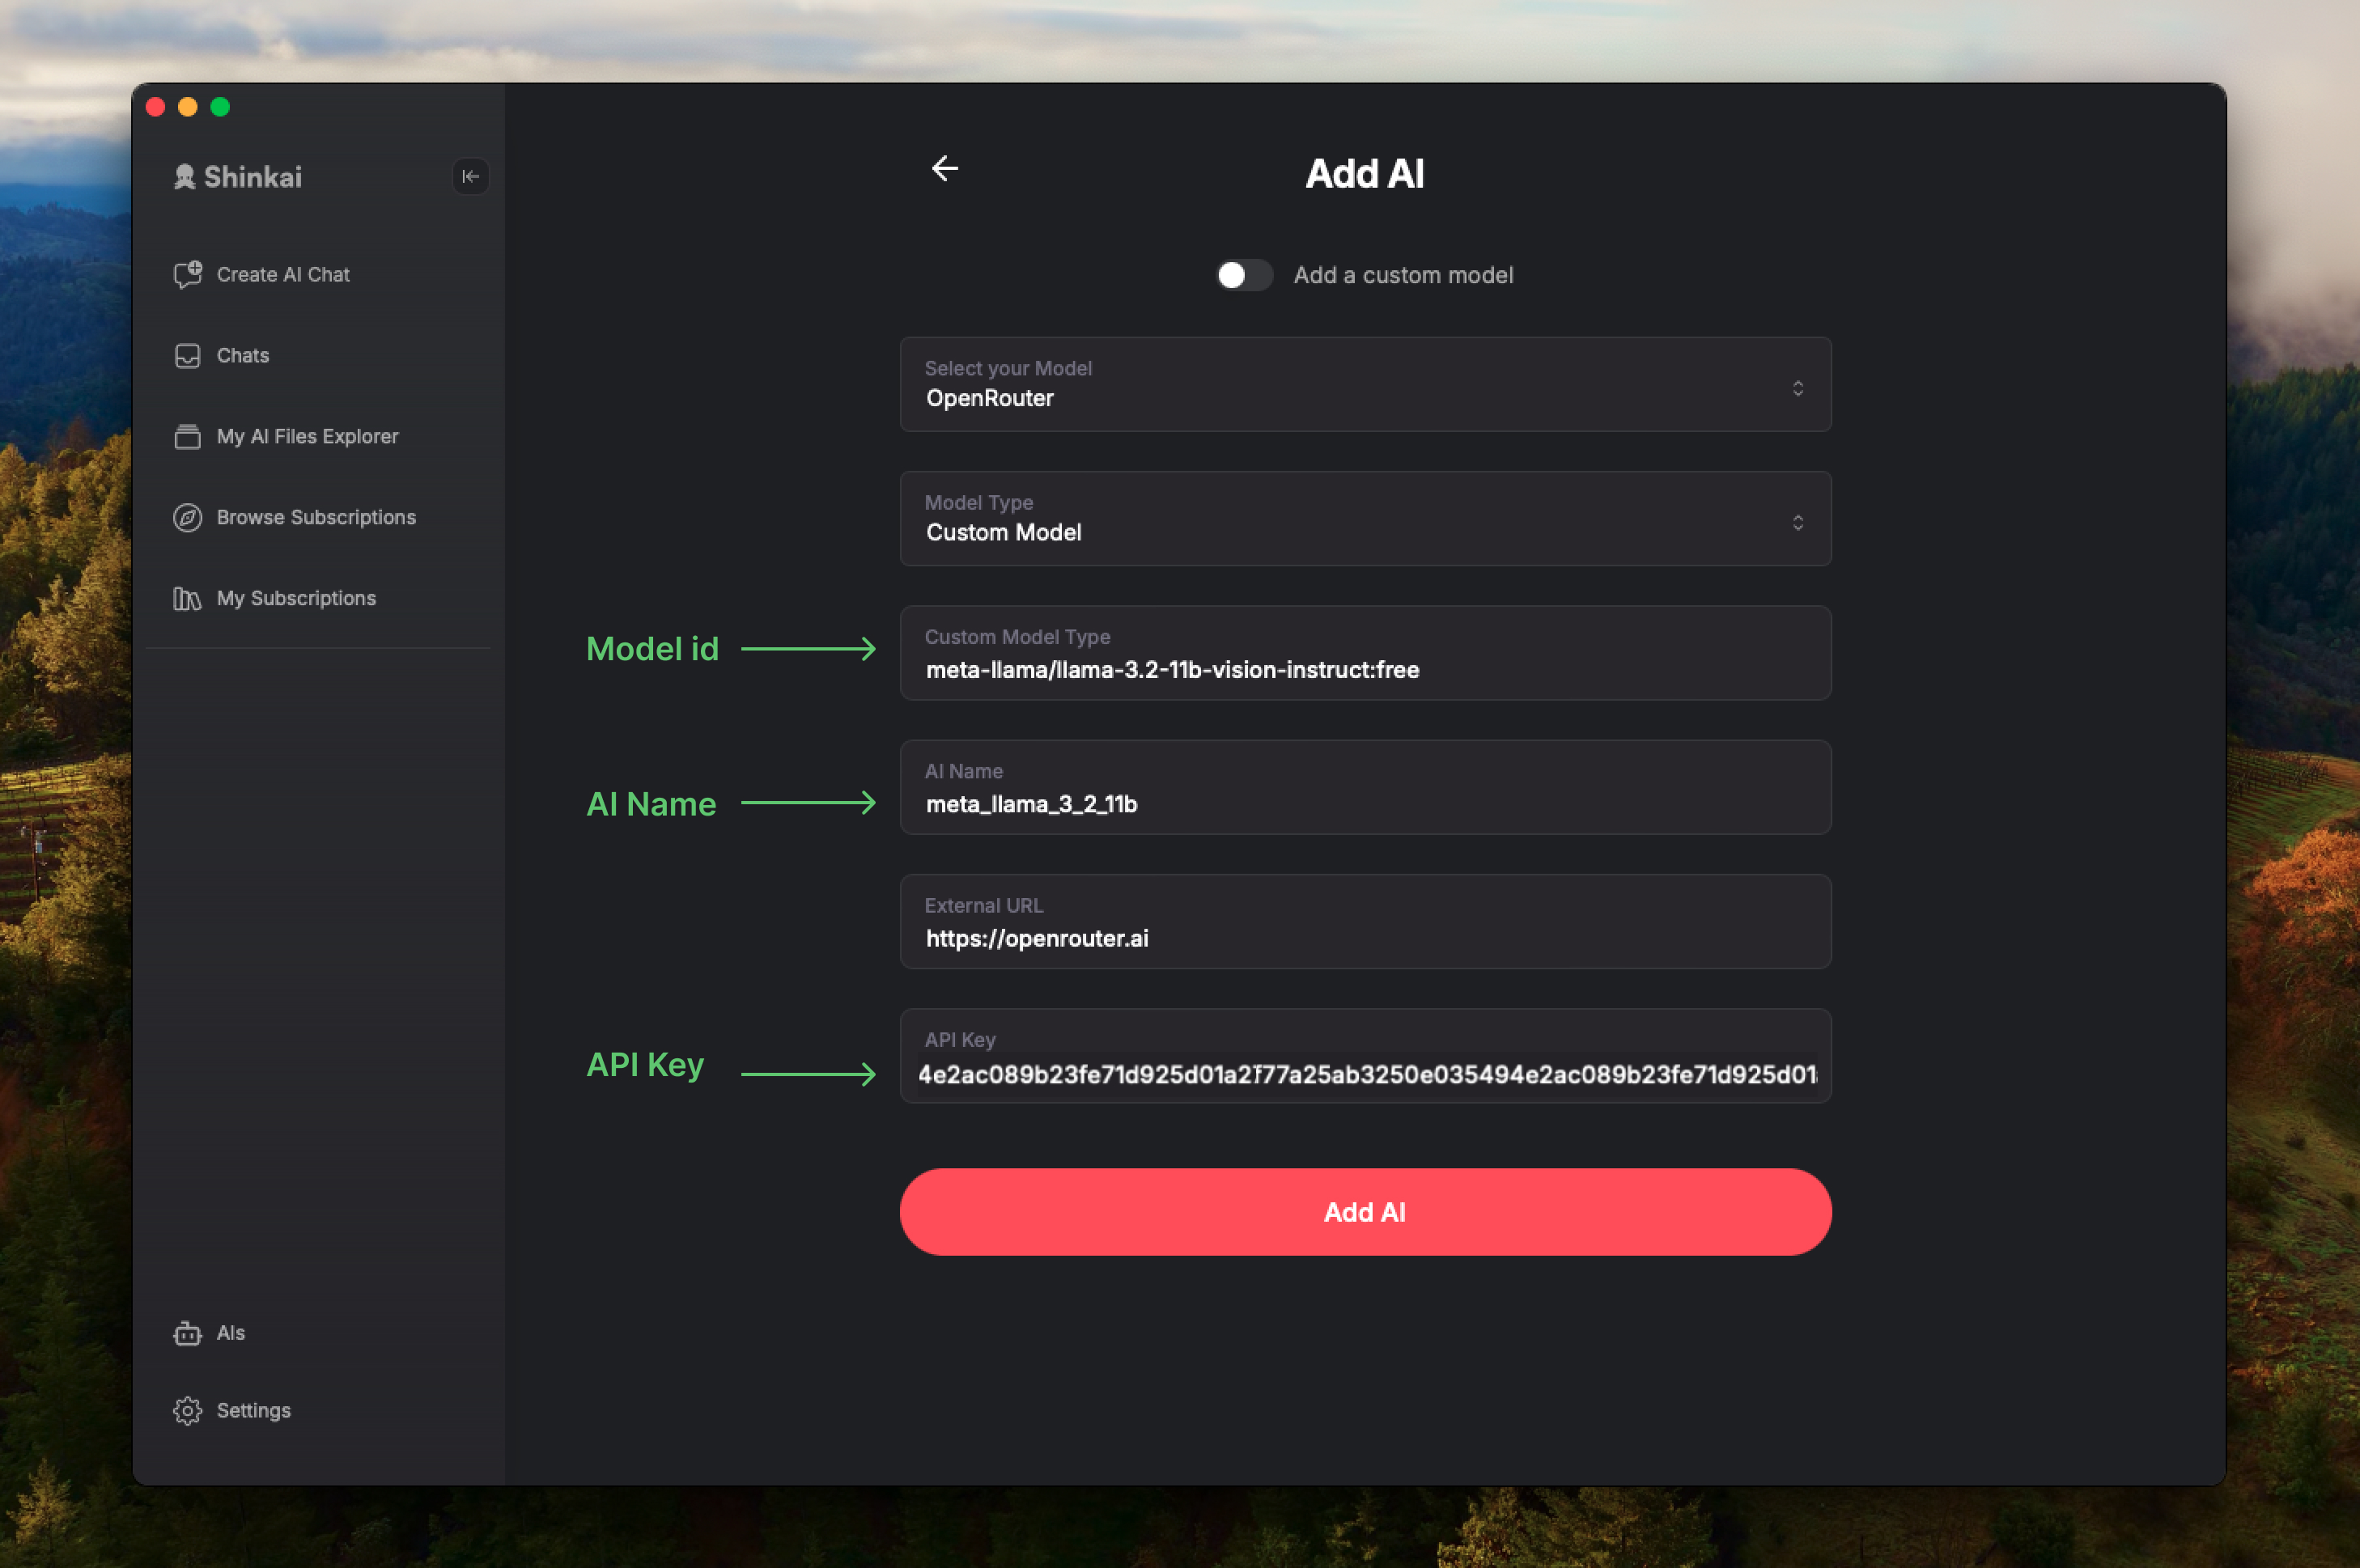 Shinkai
Create AI Chat
Chats
My AI Files Explorer
Browse Subscriptions
My Subscriptions
AIs
Settings
Add AI
Add a custom model
Select your Model
OpenRouter
Model Type
Custom Model
Model id
Custom Model Type
meta-llama/llama-3.2-11b-vision-instruct:free
AI Name
AI Name
meta_llama_3_2_11b
External URL
https://openrouter.ai
API Key
API Key
4e2ac089b23fe71d925d01a2f77a25ab3250e035494e2ac089b23fe71d925d01
Add AI